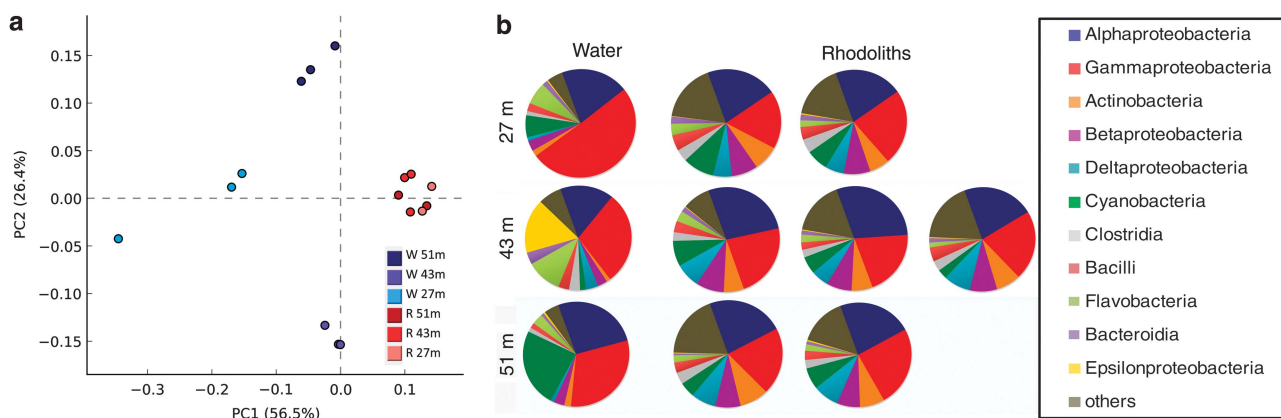 a
PC2 (26.4%)
0.15
0.10
0.05
0.00
−0.05
−0.10
−0.15
−0.3
−0.2
−0.1
0.0
0.1
PC1 (56.5%)
W 51m
W 43m
W 27m
R 51m
R 43m
R 27m
b
Water
Rhodoliths
27 m
43 m
51 m
Alphaproteobacteria
Gammaproteobacteria
Actinobacteria
Betaproteobacteria
Deltaproteobacteria
Cyanobacteria
Clostridia
Bacilli
Flavobacteria
Bacteroidia
Epsilonproteobacteria
others